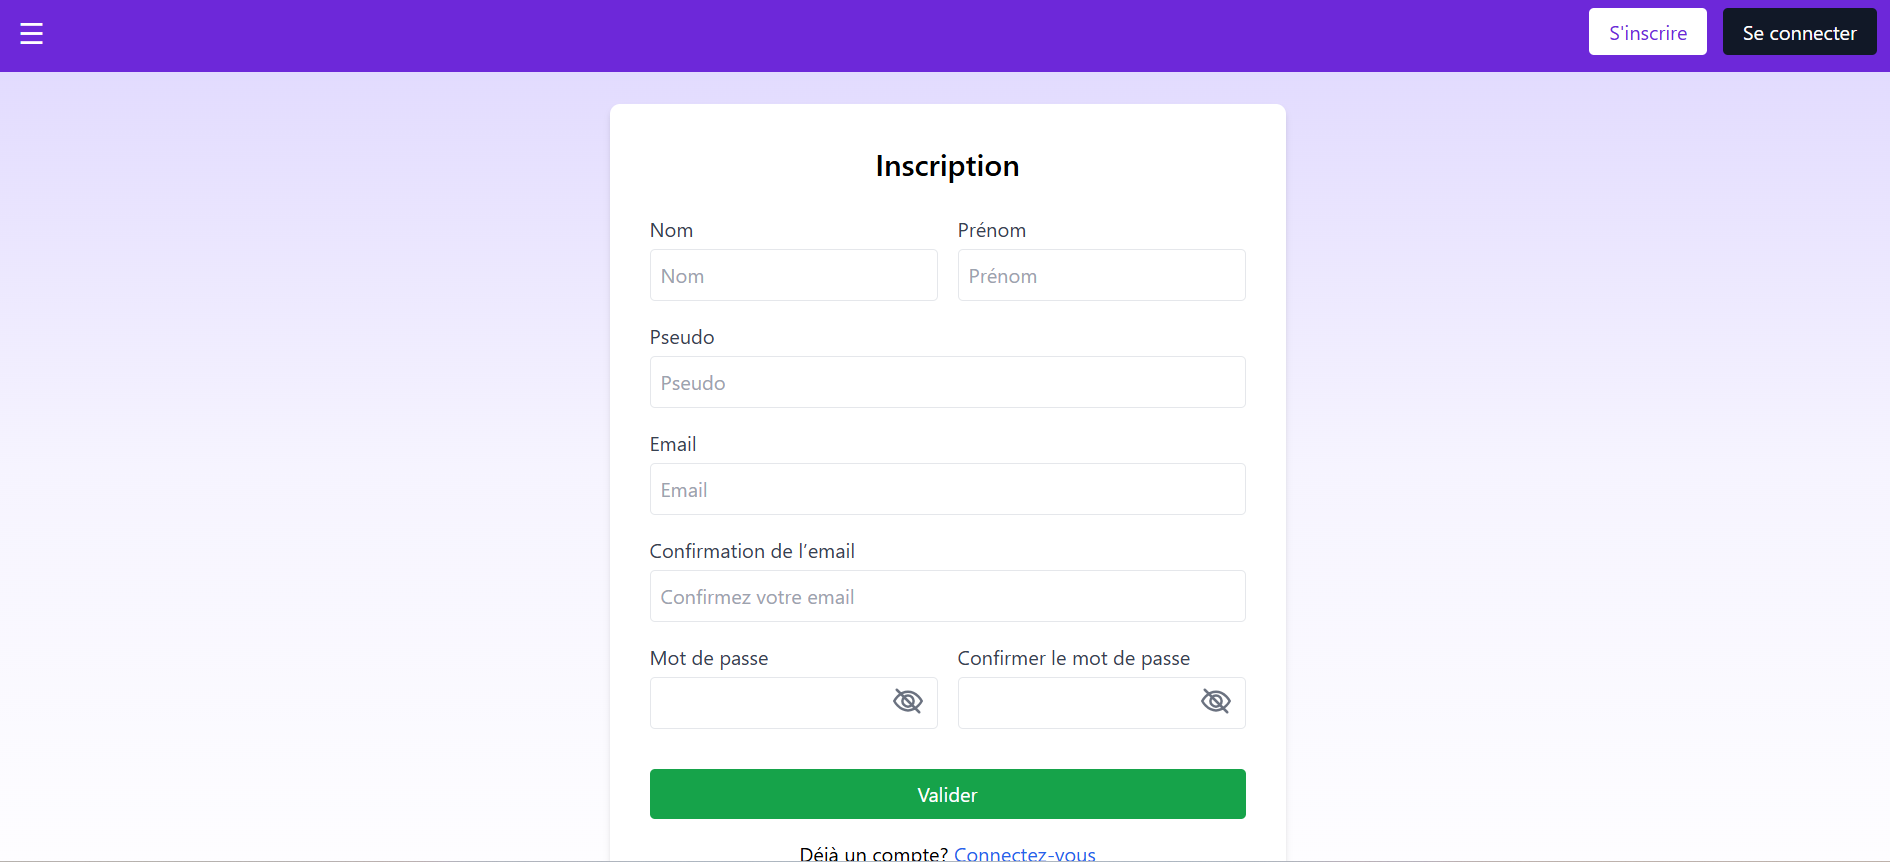 S'inscrire Se connecter
Inscription
Nom Prénom
Nom Prénom
Pseudo
Pseudo
Email
Email
Confirmation de l’email
Confirmez votre email
Mot de passe Confirmer le mot de passe
Valider
Déjà un compte? Connectez-vous